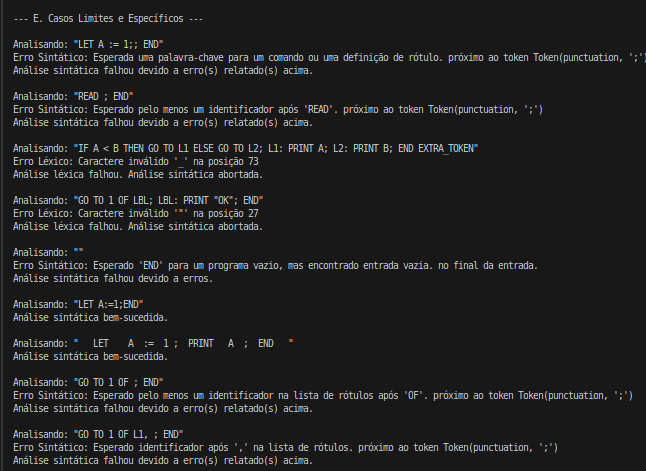 --- E. Casos Limites e Específicos ---
Analisando: "LET A := 1;; END"
Erro Sintático: Esperada uma palavra-chave para um comando ou uma definição de rótulo. próximo ao token Token(punctuation, ';')
Análise sintática falhou devido a erro(s) relatado(s) acima.
Analisando: "READ ; END"
Erro Sintático: Esperado pelo menos um identificador após 'READ'. próximo ao token Token(punctuation, ';')
Análise sintática falhou devido a erro(s) relatado(s) acima.
Analisando: "IF A < B THEN GO TO L1 ELSE GO TO L2; L1: PRINT A; L2: PRINT B; END EXTRA_TOKEN"
Erro Léxico: Caractere inválido '_' na posição 73
Análise léxica falhou. Análise sintática abortada.
Analisando: "GO TO 1 OF LBL; LBL: PRINT "OK"; END"
Erro Léxico: Caractere inválido '"' na posição 27
Análise léxica falhou. Análise sintática abortada.
Analisando: ""
Erro Sintático: Esperado 'END' para um programa vazio, mas encontrado entrada vazia. no final da entrada.
Análise sintática falhou devido a erros.
Analisando: "LET A:=1;END"
Análise sintática bem-sucedida.
Analisando: "   LET    A  :=  1 ;  PRINT   A  ;  END   "
Análise sintática bem-sucedida.
Analisando: "GO TO 1 OF ; END"
Erro Sintático: Esperado pelo menos um identificador na lista de rótulos após 'OF'. próximo ao token Token(punctuation, ';')
Análise sintática falhou devido a erro(s) relatado(s) acima.
Analisando: "GO TO 1 OF L1, ; END"
Erro Sintático: Esperado identificador após ',' na lista de rótulos. próximo ao token Token(punctuation, ';')
Análise sintática falhou devido a erro(s) relatado(s) acima.